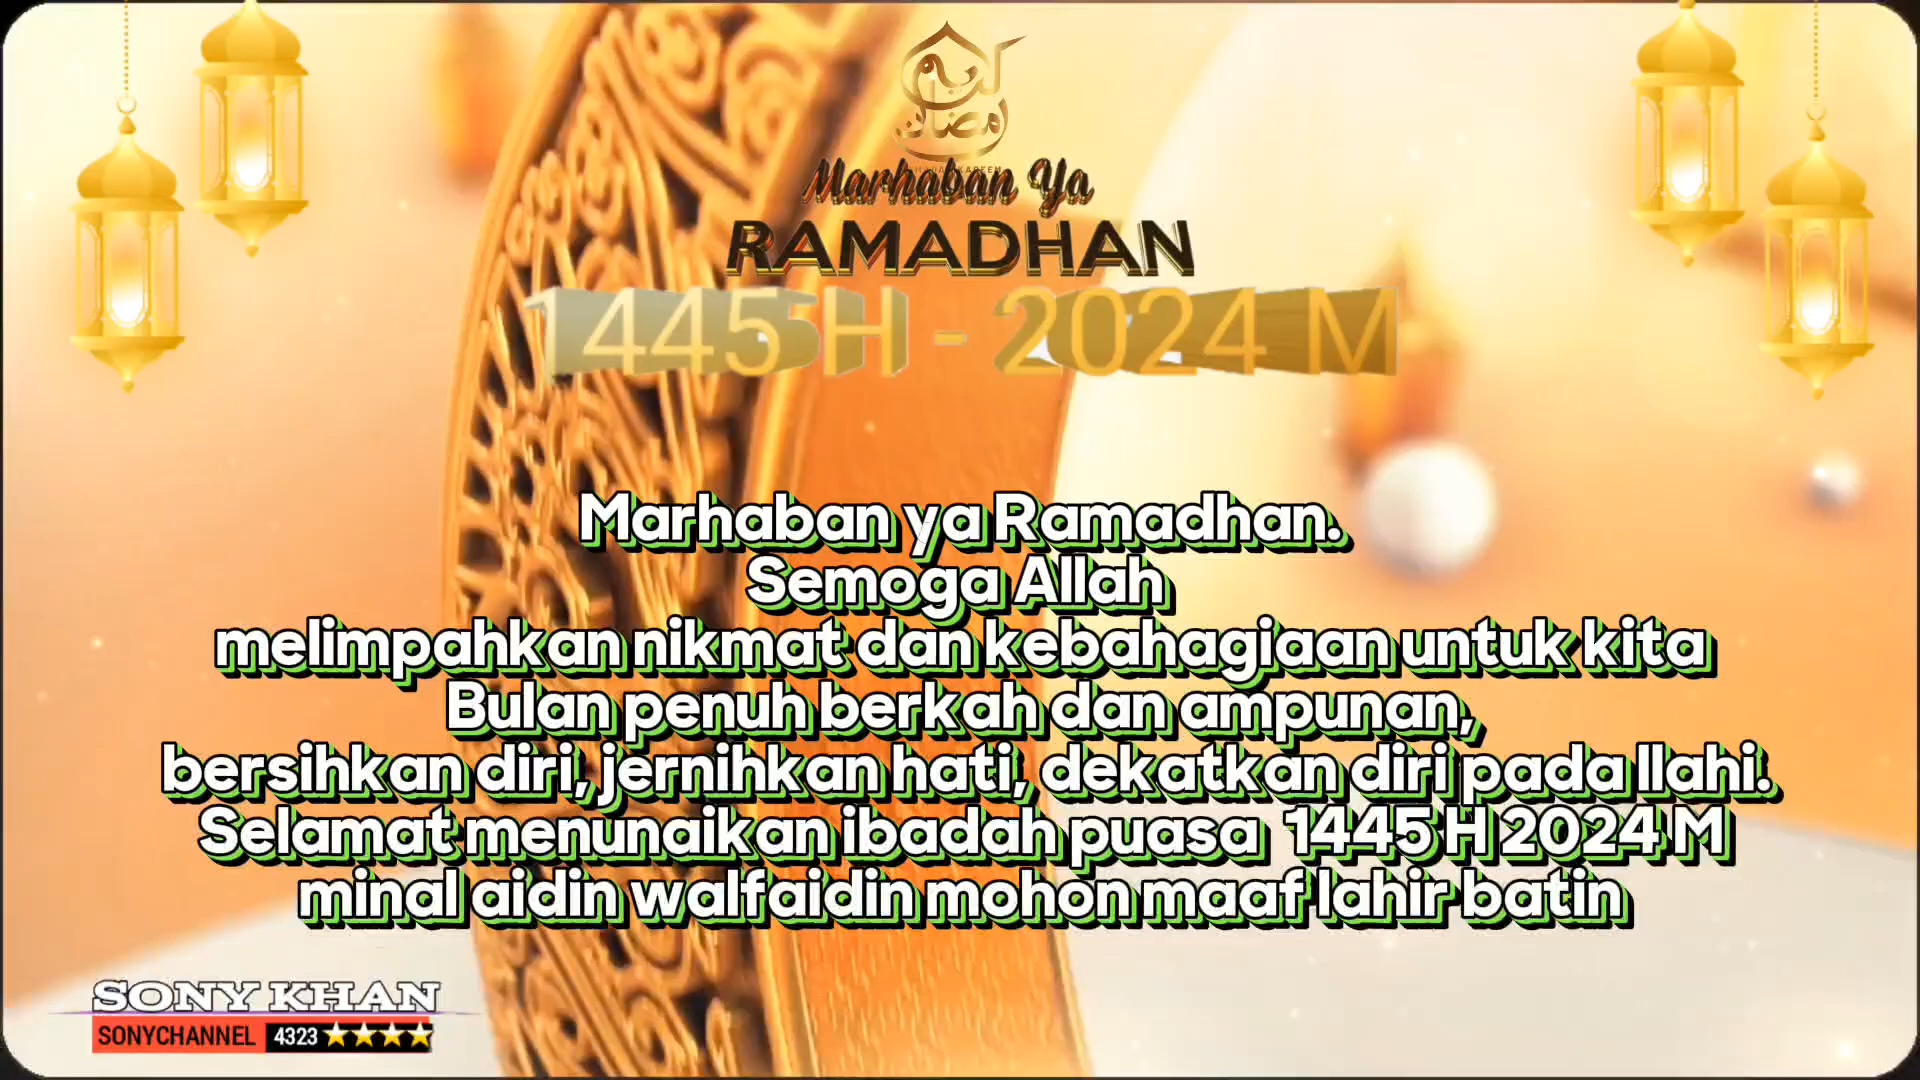 كريم
رمضان
Marhaban Ya
RAMADHAN
1445 H - 2024 M
Marhaban ya Ramadhan.
Semoga Allah
melimpahkan nikmat dan kebahagiaan untuk kita
Bulan penuh berkah dan ampunan,
bersihkan diri, jernihkan hati, dekatkan diri pada Ilahi.
Selamat menunaikan ibadah puasa 1445 H 2024 M
minal aidin walfaidin mohon maaf lahir batin
SONY KHAN
SONYCHANNEL 4323